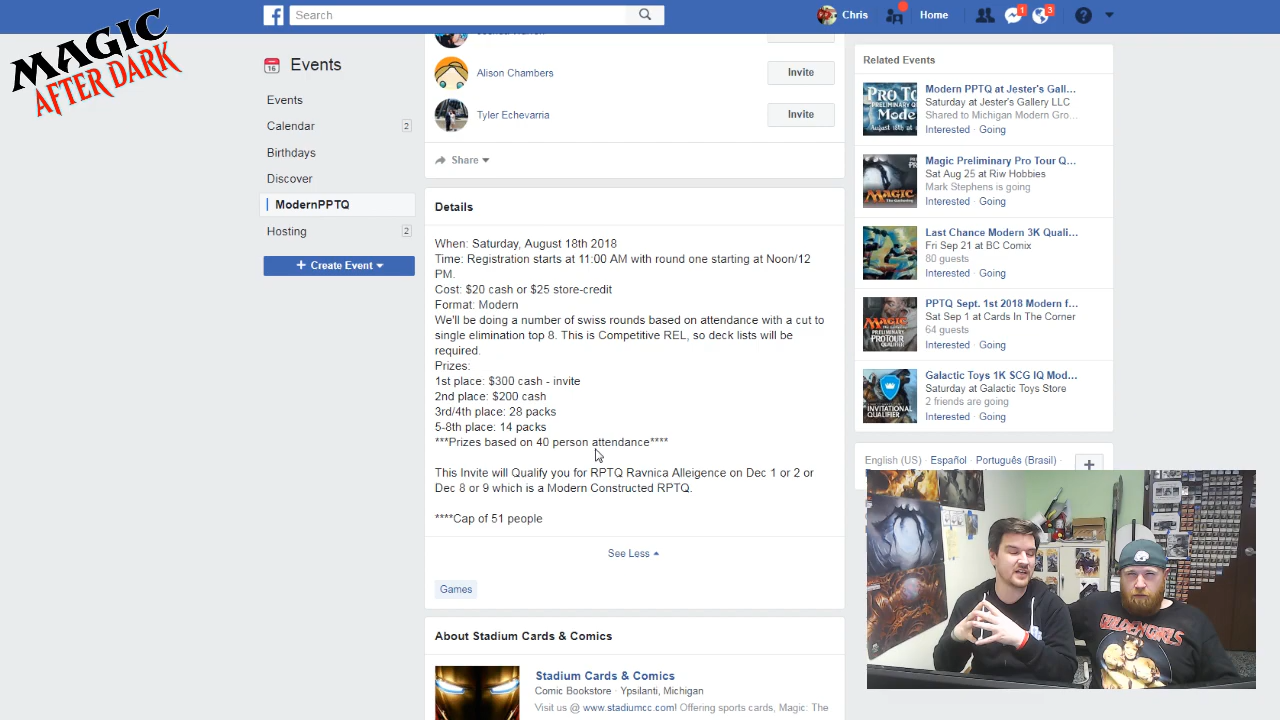 MAGIC
AFTER DARK
Search
Chris
Home
1
3
16
Events
Events
Calendar
2
Birthdays
Discover
ModernPPTQ
Hosting
2
+ Create Event
Alison Chambers
Invite
Tyler Echevarria
Invite
Share
Details
When: Saturday, August 18th 2018
Time: Registration starts at 11:00 AM with round one starting at Noon/12
PM.
Cost: $20 cash or $25 store-credit
Format: Modern
We'll be doing a number of swiss rounds based on attendance with a cut to
single elimination top 8. This is Competitive REL, so deck lists will be
required.
Prizes:
1st place: $300 cash - invite
2nd place: $200 cash
3rd/4th place: 28 packs
5-8th place: 14 packs
***Prizes based on 40 person attendance****
This Invite will Qualify you for RPTQ Ravnica Alleigence on Dec 1 or 2 or
Dec 8 or 9 which is a Modern Constructed RPTQ.
****Cap of 51 people
See Less
Games
About Stadium Cards & Comics
Stadium Cards & Comics
Comic Bookstore · Ypsilanti, Michigan
Visit us @ www.stadiumcc.com! Offering sports cards, Magic: The
Related Events
Modern PPTQ at Jester's Gall...
Saturday at Jester's Gallery LLC
Shared to Michigan Modern Gro...
Interested · Going
Magic Preliminary Pro Tour Q...
Sat Aug 25 at Riw Hobbies
Mark Stephens is going
Interested · Going
Last Chance Modern 3K Quali...
Fri Sep 21 at BC Comix
80 guests
Interested · Going
PPTQ Sept. 1st 2018 Modern f...
Sat Sep 1 at Cards In The Corner
64 guests
Interested · Going
Galactic Toys 1K SCG IQ Mod...
Saturday at Galactic Toys Store
2 friends are going
Interested · Going
English (US) · Español · Português (Brasil) ·
GOLDEN GIRLS